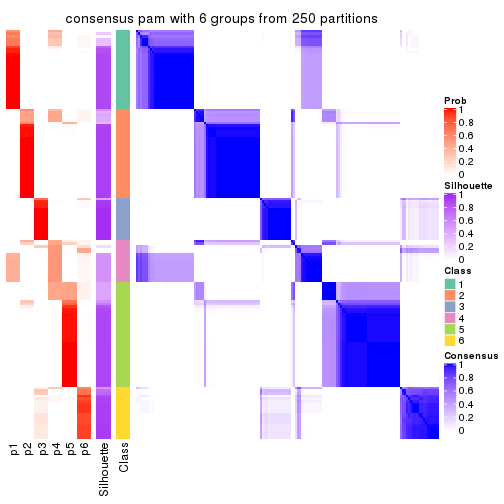 consensus pam with 6 groups from 250 partitions
Prob
1
0.8
0.6
0.4
0.2
0
Silhouette
1
0.8
0.6
0.4
0.2
0
Class
1
2
3
4
5
6
Consensus
1
0.8
0.6
0.4
0.2
0
p1
p2
p3
p4
p5
p6
Silhouette
Class